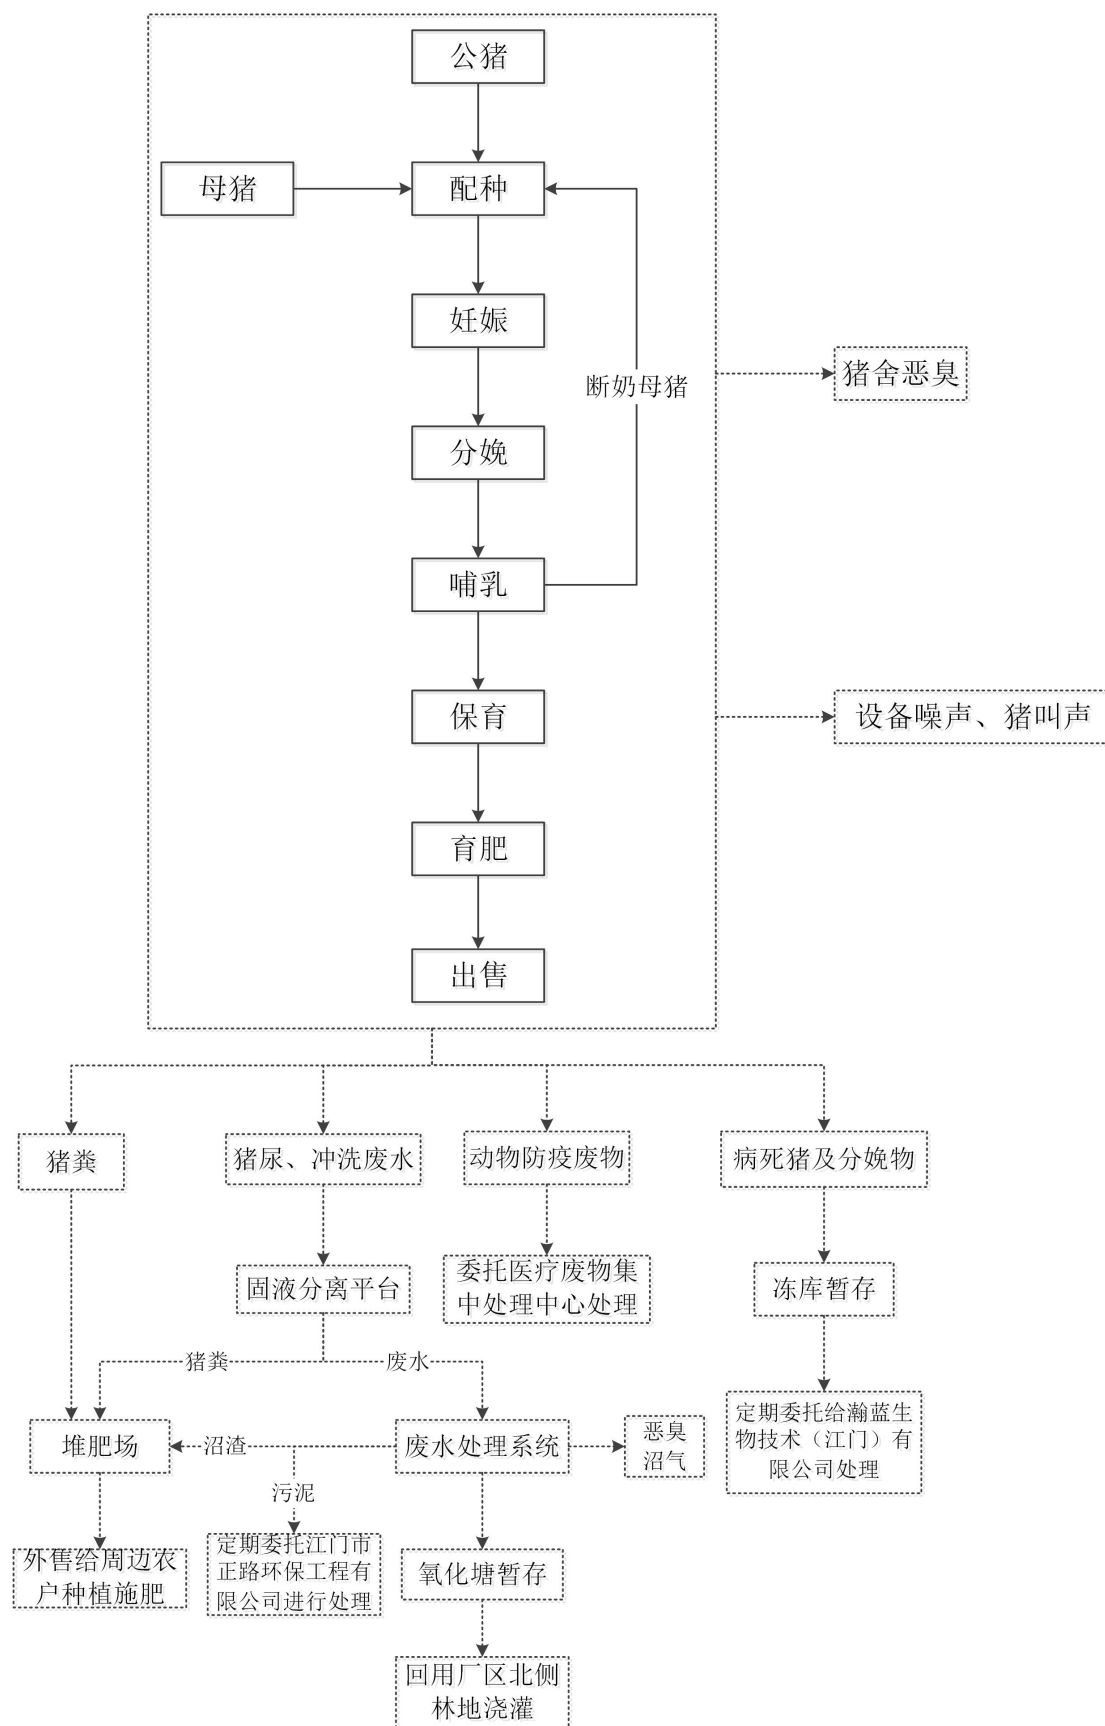 公猪
母猪
配种
妊娠
断奶母猪
猪舍恶臭
分娩
哺乳
保育
设备噪声、猪叫声
育肥
出售
猪粪
猪尿、冲洗废水
动物防疫废物
病死猪及分娩物
固液分离平台
委托医疗废物集
中处理中心处理
冻库暂存
猪粪
废水
堆肥场
沼渣
废水处理系统
恶臭
沼气
定期委托给瀚蓝生
物技术（江门）有
限公司处理
污泥
外售给周边农
户种植施肥
定期委托江门市
正路环保工程有
限公司进行处理
氧化塘暂存
回用厂区北侧
林地浇灌